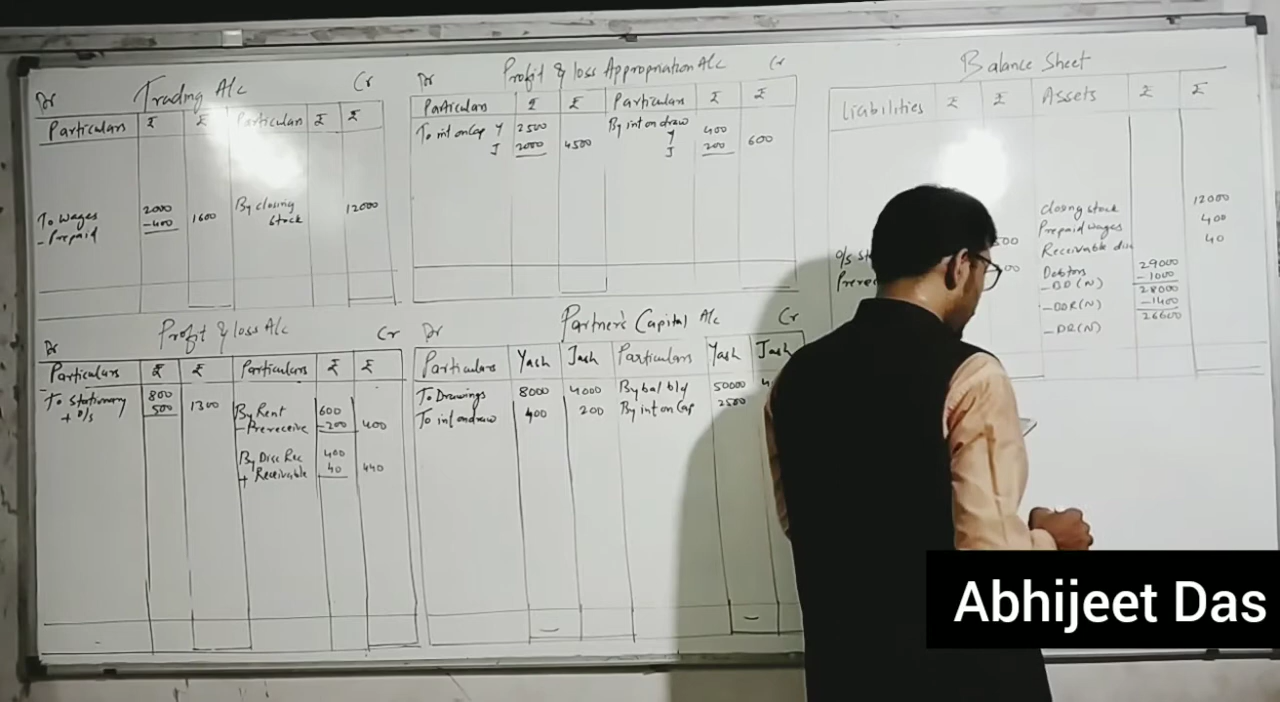 Dr Trading A/c Cr
Particulars ₹ ₹ Particulars ₹ ₹
To wages 2000 1600 By closing 12000
- Prepaid -400 stock
Dr Profit & loss Appropriation A/c Cr
Particulars ₹ ₹ Particulars ₹ ₹
To int on Cap Y 2500 By int on draw
Y 400
J 2000 4500 J 200 600
Balance Sheet
Liabilities ₹ ₹ Assets ₹ ₹
Closing stock 12000
Prepaid wages 400
Receivable 40
o/s
Debtors 29000
-BD (N) -1000
28000
-DDR (N) -1400
26600
-DR (N)
Dr Profit & loss A/c Cr
Particulars ₹ ₹ Particulars ₹ ₹
To Stationary 800 1300
+ O/s 500
By Rent 600
- Prereceive -200 400
By Disc Rec 400
+ Receivable 40 440
Dr Partner's Capital A/c Cr
Particulars Yash Jash Particulars Yash Jash
To Drawings 8000 4000 By bal b/d 50000
To int on draw 400 200 By int on Cap 2500
Abhijeet Das